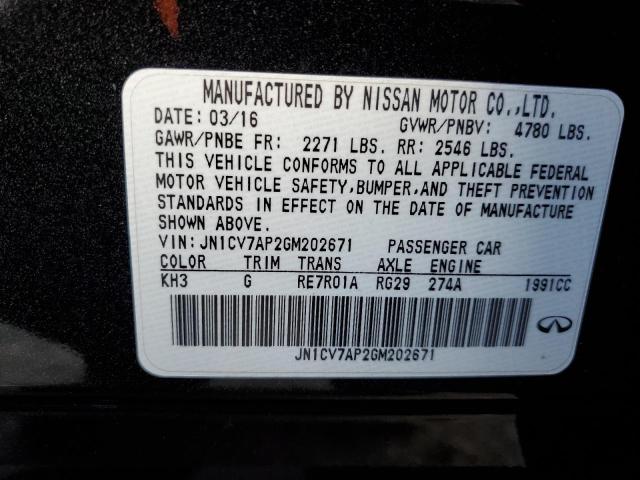 MANUFACTURED BY NISSAN MOTOR CO.,LTD.
DATE: 03/16 GVWR/PNBV: 4780 LBS.
GAWR/PNBE FR: 2271 LBS. RR: 2546 LBS.
THIS VEHICLE CONFORMS TO ALL APPLICABLE FEDERAL
MOTOR VEHICLE SAFETY,BUMPER,AND THEFT PREVENTION
STANDARDS IN EFFECT ON THE DATE OF MANUFACTURE
SHOWN ABOVE.
VIN:JN1CV7AP2GM202671 PASSENGER CAR
COLOR TRIM TRANS AXLE ENGINE
KH3 G RE7R01A RG29 274A 1991CC
JN1CV7AP2GM202671